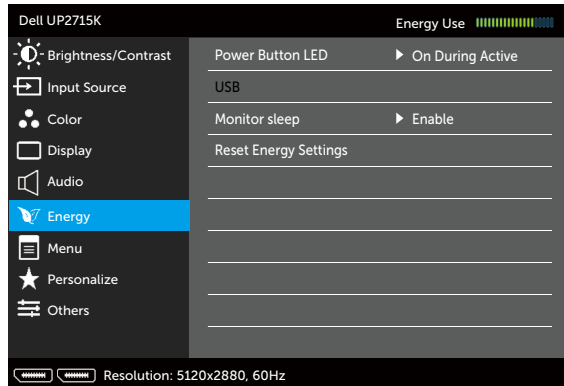 Dell UP2715K
Energy Use
Brightness/Contrast
Power Button LED
On During Active
Input Source
USB
Color
Monitor sleep
Enable
Display
Reset Energy Settings
Audio
Energy
Menu
Personalize
Others
Resolution: 5120x2880, 60Hz